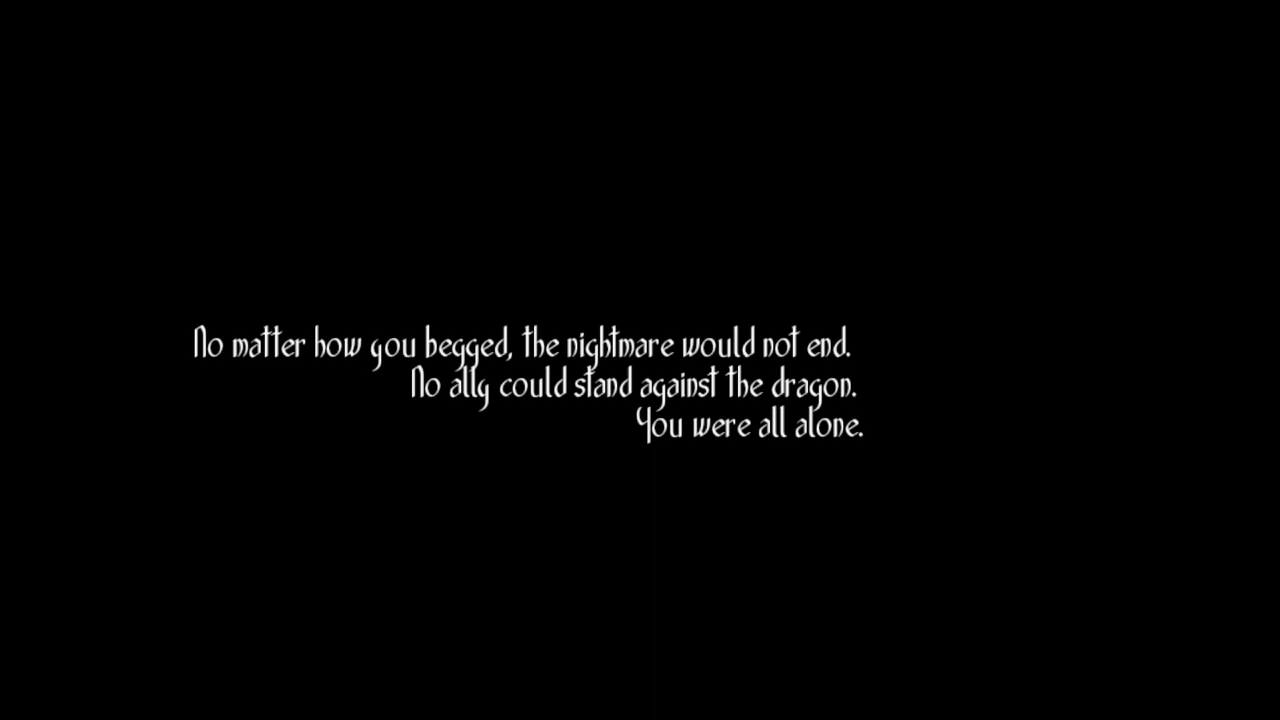 No matter how you begged, the nightmare would not end.
No ally could stand against the dragon.
You were all alone.